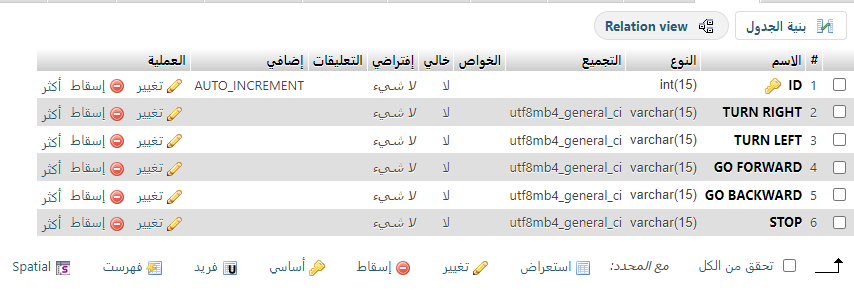 بنية الجدول Relation view
# الاسم النوع التجميع الخواص خالي إفتراضي التعليقات إضافي العملية
1 ID int(15) لا لا شيء AUTO_INCREMENT تغيير إسقاط أكثر
2 TURN RIGHT varchar(15) utf8mb4_general_ci لا لا شيء تغيير إسقاط أكثر
3 TURN LEFT varchar(15) utf8mb4_general_ci لا لا شيء تغيير إسقاط أكثر
4 GO FORWARD varchar(15) utf8mb4_general_ci لا لا شيء تغيير إسقاط أكثر
5 GO BACKWARD varchar(15) utf8mb4_general_ci لا لا شيء تغيير إسقاط أكثر
6 STOP varchar(15) utf8mb4_general_ci لا لا شيء تغيير إسقاط أكثر
تحقق من الكل مع المحدد: استعراض تغيير إسقاط أساسي فريد فهرست Spatial